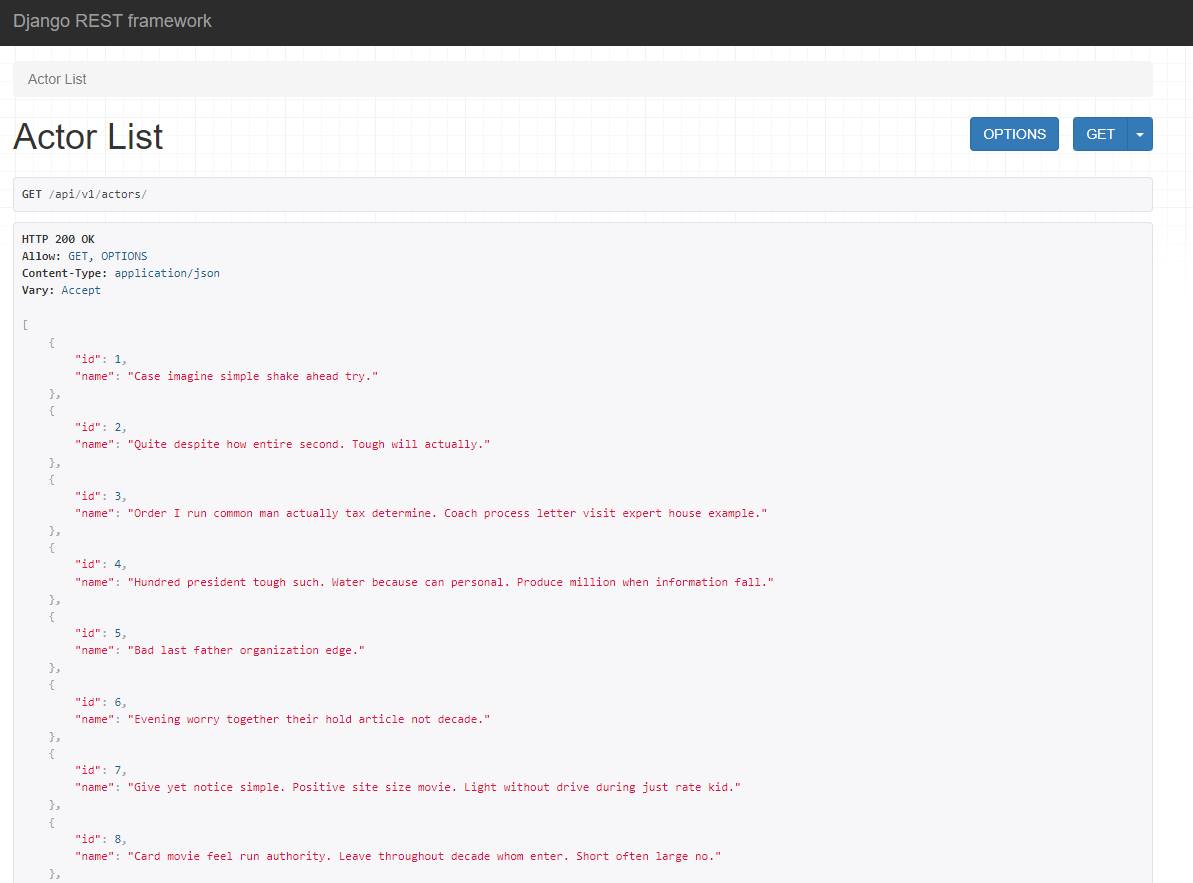 Django REST framework
Actor List
Actor List
OPTIONS
GET
GET /api/v1/actors/
HTTP 200 OK
Allow: GET, OPTIONS
Content-Type: application/json
Vary: Accept
[
    {
        "id": 1,
        "name": "Case imagine simple shake ahead try."
    },
    {
        "id": 2,
        "name": "Quite despite how entire second. Tough will actually."
    },
    {
        "id": 3,
        "name": "Order I run common man actually tax determine. Coach process letter visit expert house example."
    },
    {
        "id": 4,
        "name": "Hundred president tough such. Water because can personal. Produce million when information fall."
    },
    {
        "id": 5,
        "name": "Bad last father organization edge."
    },
    {
        "id": 6,
        "name": "Evening worry together their hold article not decade."
    },
    {
        "id": 7,
        "name": "Give yet notice simple. Positive site size movie. Light without drive during just rate kid."
    },
    {
        "id": 8,
        "name": "Card movie feel run authority. Leave throughout decade whom enter. Short often large no."
    },